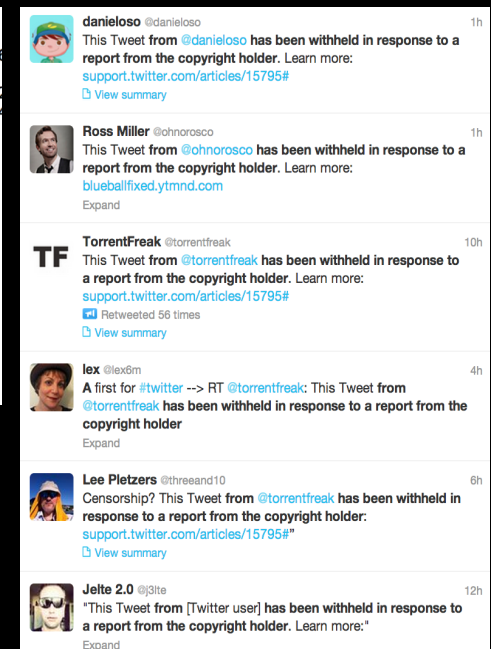 danieloso @danieloso 1h
This Tweet from @danieloso has been withheld in response to a
report from the copyright holder. Learn more:
support.twitter.com/articles/15795#
View summary
Ross Miller @ohnorosco 1h
This Tweet from @ohnorosco has been withheld in response to a
report from the copyright holder. Learn more:
blueballfixed.ytmnd.com
Expand
TF
TorrentFreak @torrentfreak 10h
This Tweet from @torrentfreak has been withheld in response to
a report from the copyright holder. Learn more:
support.twitter.com/articles/15795#
Retweeted 56 times
View summary
lex @lex6m 4h
A first for #twitter --> RT @torrentfreak: This Tweet from
@torrentfreak has been withheld in response to a report from the
copyright holder
Expand
Lee Pletzers @threeand10 6h
Censorship? This Tweet from @torrentfreak has been withheld in
response to a report from the copyright holder:
support.twitter.com/articles/15795#”
View summary
Jelte 2.0 @j3lte 12h
"This Tweet from [Twitter user] has been withheld in response to
a report from the copyright holder. Learn more:"
Expand